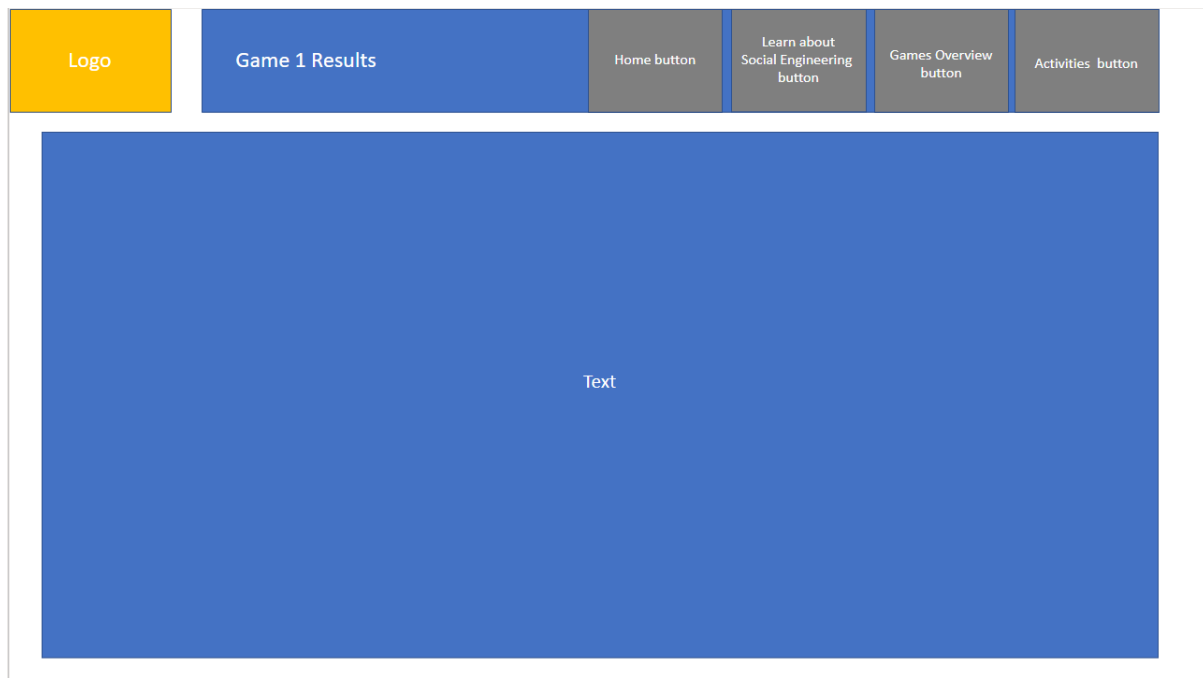 Logo
Game 1 Results
Home button
Learn about
Social Engineering
button
Games Overview
button
Activities  button
Text